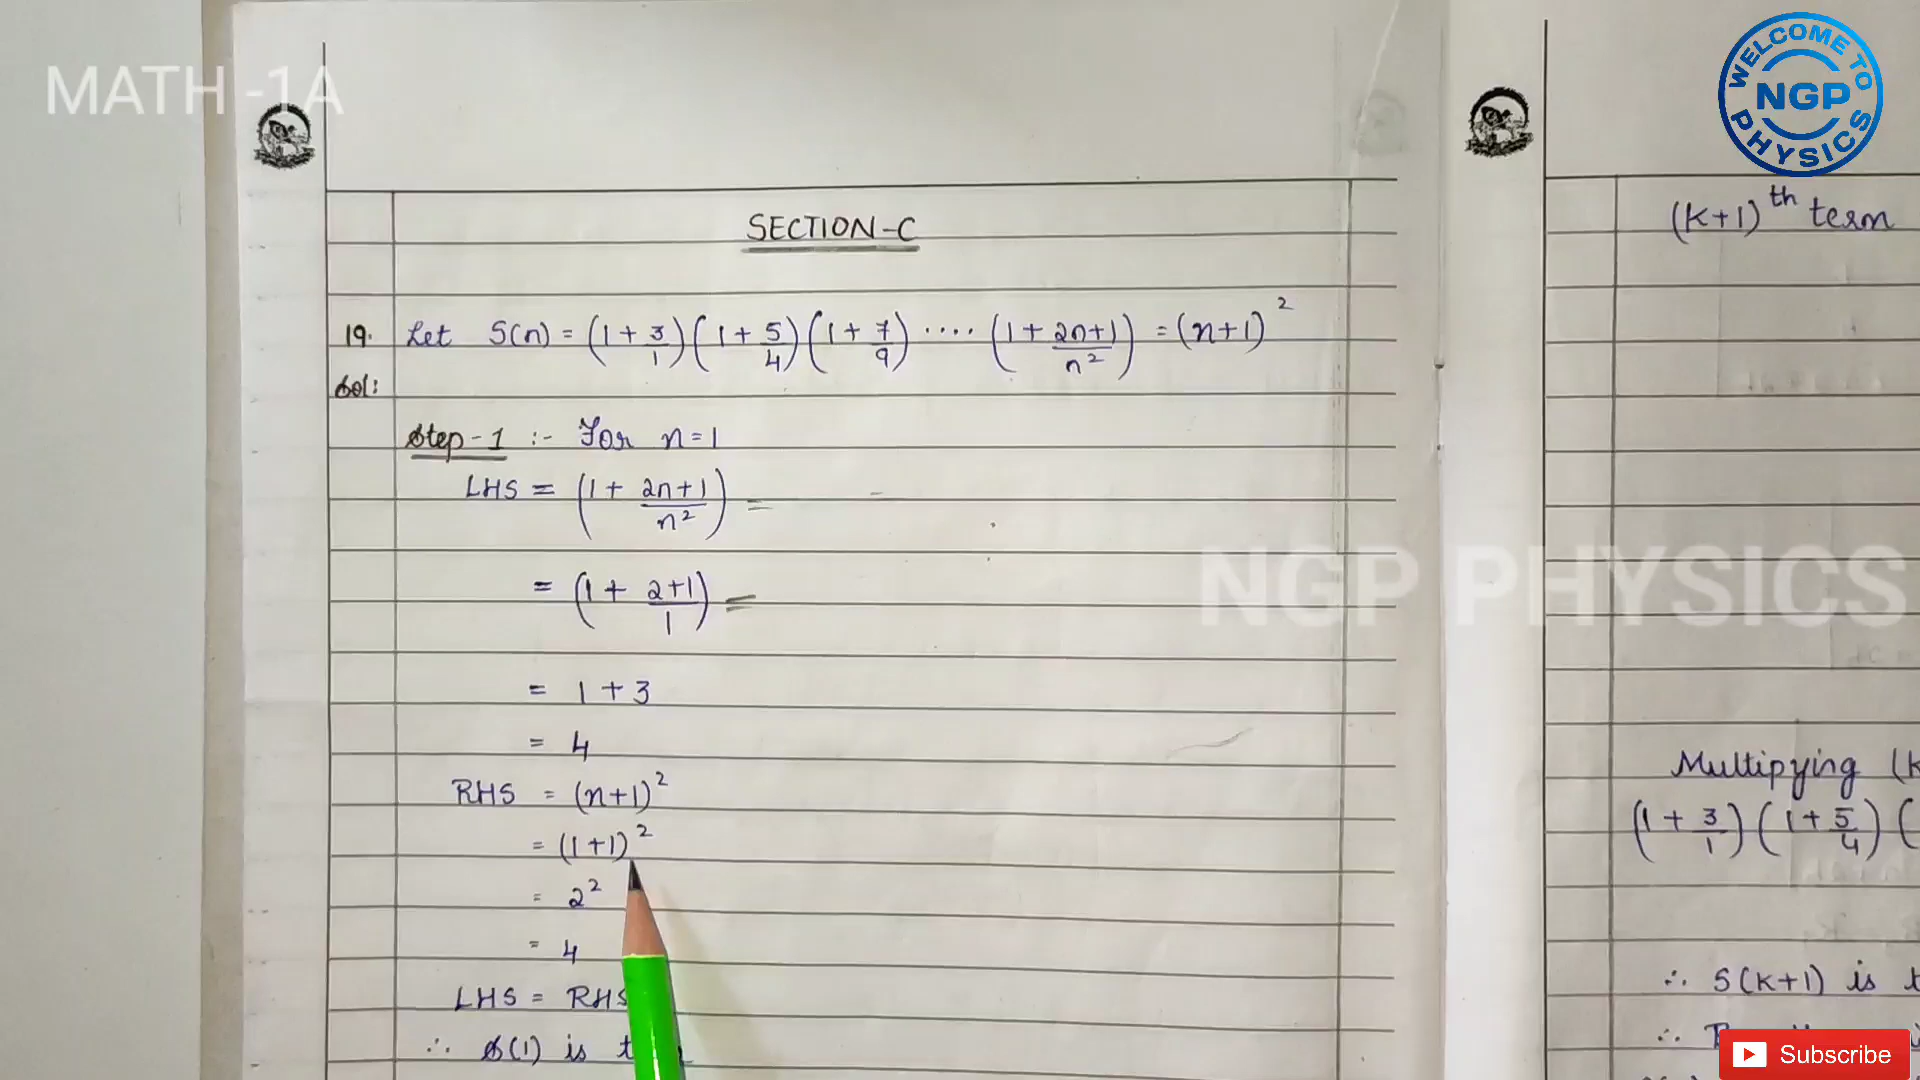 MATH -1A
WELCOME TO
NGP
PHYSICS
SECTION-C
19. Let S(n) = (1 + 3/1)(1 + 5/4)(1 + 7/9) .... (1 + 2n+1/n²) = (n+1)²
Sol:
Step-1 :- For n=1
LHS = (1 + 2n+1/n²) =
= (1 + 2+1/1) =
= 1 + 3
= 4
RHS = (n+1)²
= (1+1)²
= 2²
= 4
LHS = RHS
∴ S(1) is
(K+1)th term
NGP PHYSICS
Multipying (K
(1 + 3/1)(1 + 5/4)(
∴ S(K+1) is t
∴
Subscribe